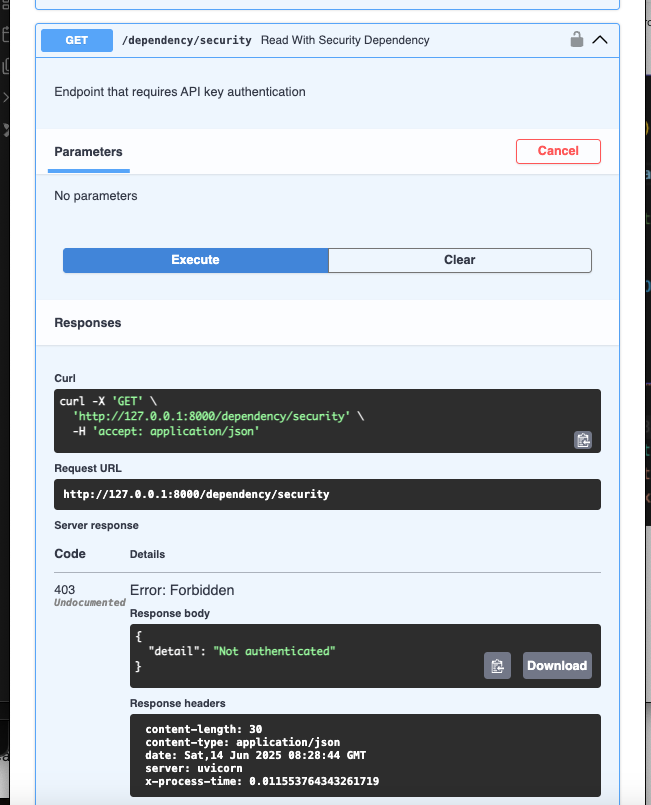 GET /dependency/security Read With Security Dependency
Endpoint that requires API key authentication
Parameters
Cancel
No parameters
Execute
Clear
Responses
Curl
curl -X 'GET' \
  'http://127.0.0.1:8000/dependency/security' \
  -H 'accept: application/json'
Request URL
http://127.0.0.1:8000/dependency/security
Server response
Code Details
403
Undocumented
Error: Forbidden
Response body
{
  "detail": "Not authenticated"
}
Download
Response headers
content-length: 30
content-type: application/json
date: Sat,14 Jun 2025 08:28:44 GMT
server: uvicorn
x-process-time: 0.011553764343261719